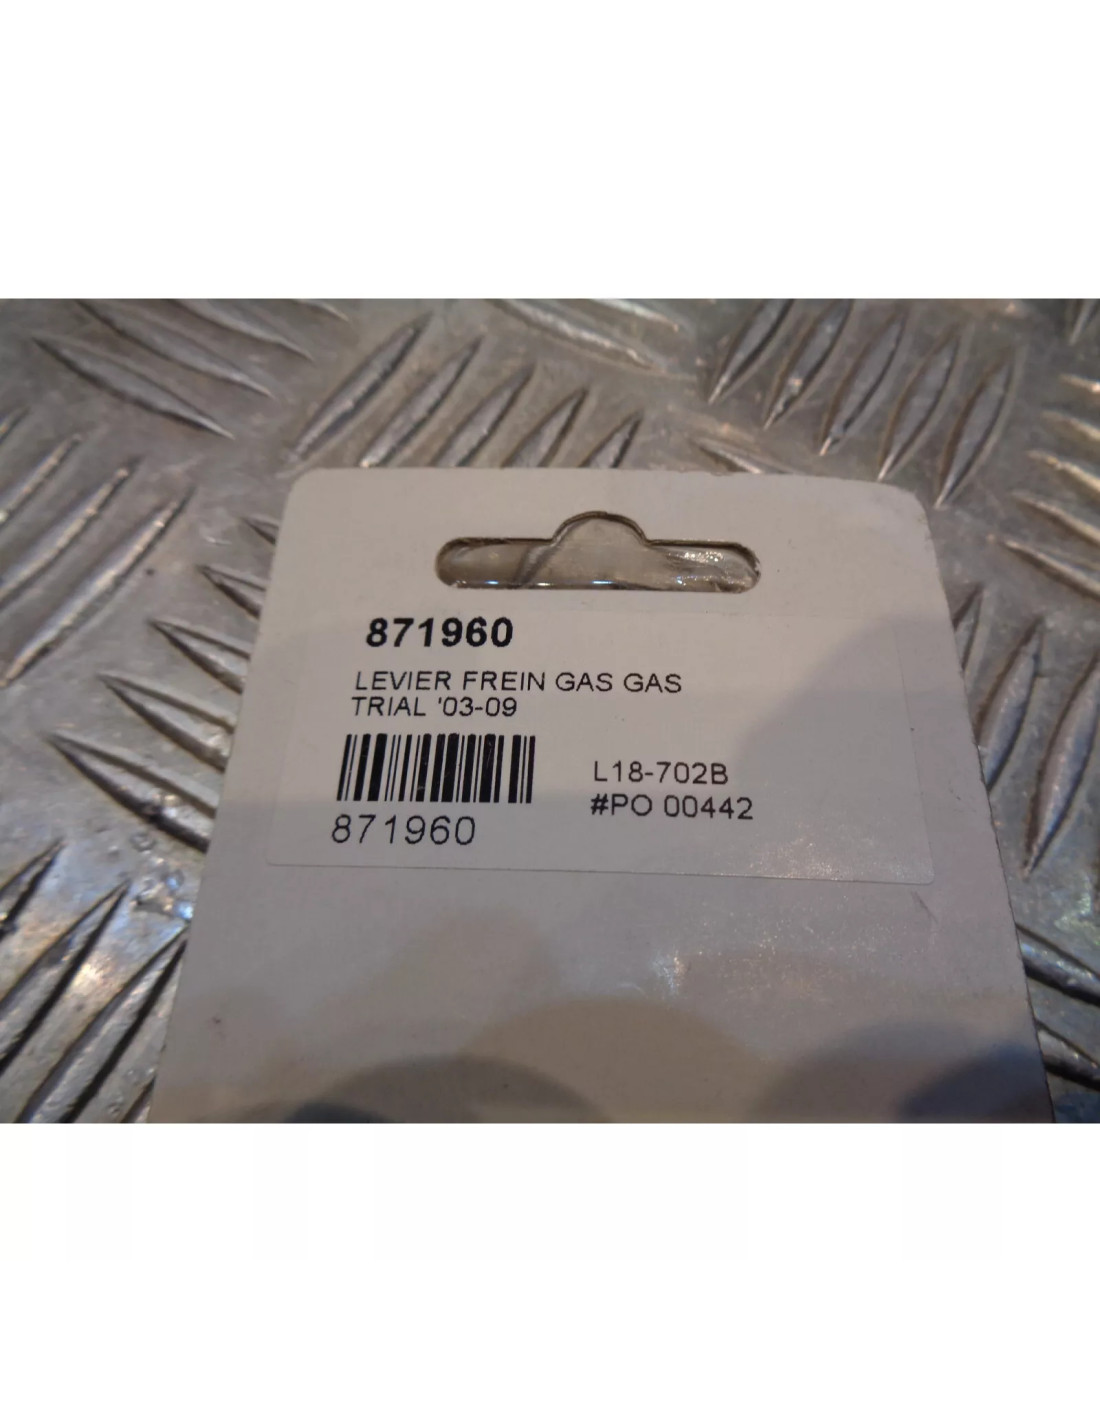 871960
LEVIER FREIN GAS GAS
TRIAL '03-09
L18-702B
#PO 00442
871960